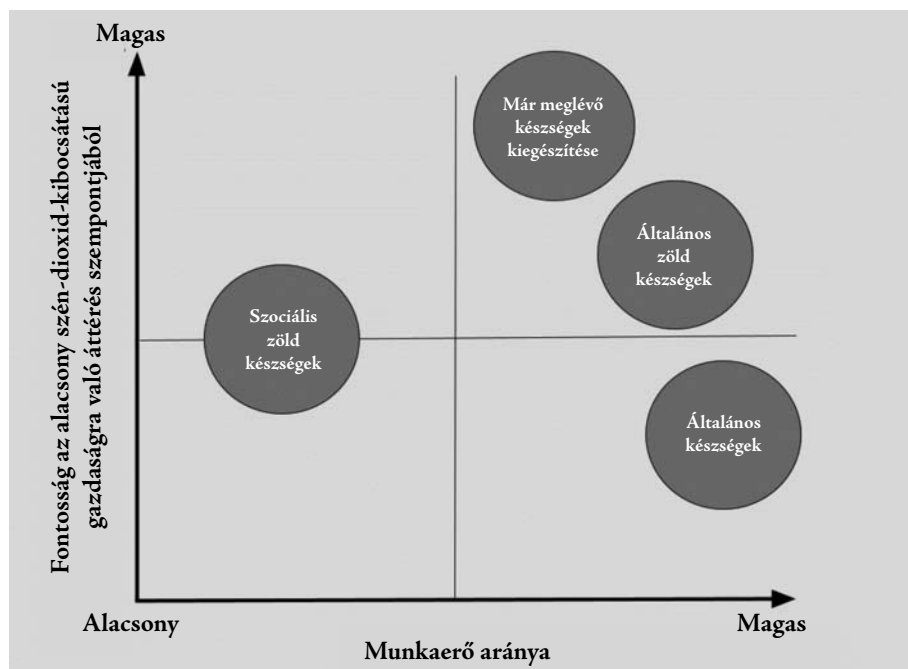 Magas
Fontosság az alacsony szén-dioxid-kibocsátású
gazdaságra való áttérés szempontjából
Már meglévő
készségek
kiegészítése
Általános
zöld
készségek
Szociális
zöld
készségek
Általános
készségek
Alacsony
Magas
Munkaerő aránya